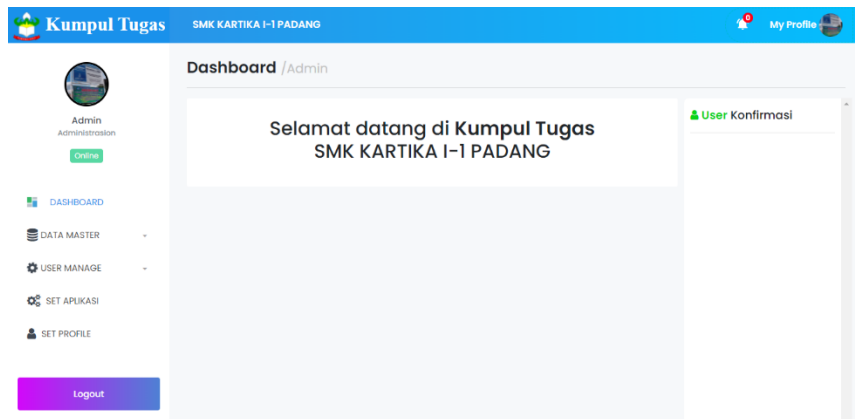 Kumpul Tugas
SMK KARTIKA I-1 PADANG
0
My Profile
Admin
Administrasion
Online
DASHBOARD
DATA MASTER
USER MANAGE
SET APLIKASI
SET PROFILE
Logout
Dashboard /Admin
Selamat datang di Kumpul Tugas
SMK KARTIKA I-1 PADANG
User Konfirmasi